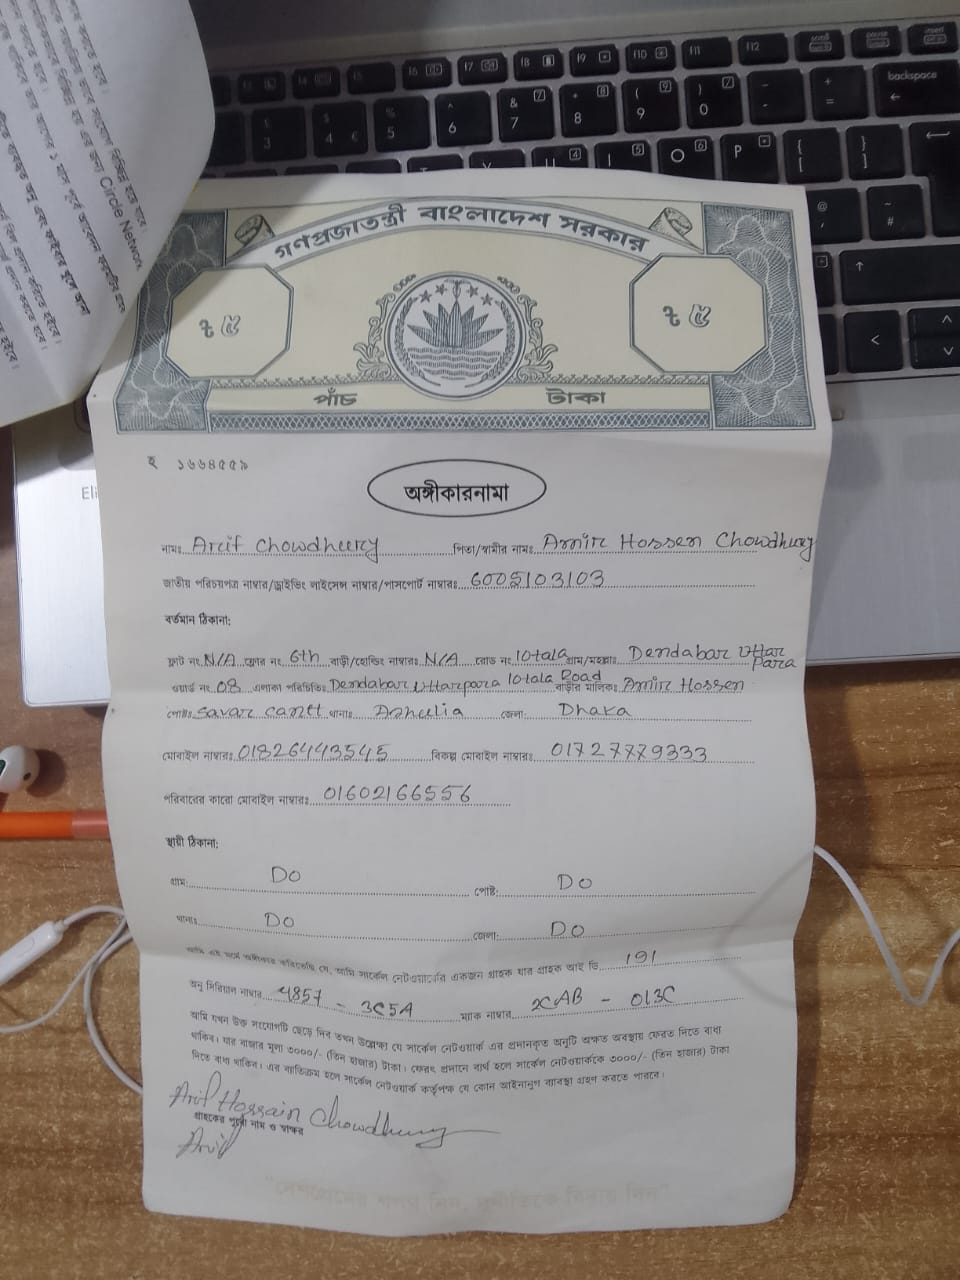 গণপ্রজাতন্ত্রী বাংলাদেশ সরকার
৳ ৫ ৳ ৫
পাঁচ টাকা
হ ১৬৬৪৫৫৯
অঙ্গীকারনামা
নামঃ Arif Chowdhury পিতা/স্বামীর নামঃ Amir Hossen Chowdhury
জাতীয় পরিচয়পত্র নাম্বার/ড্রাইভিং লাইসেন্স নাম্বার/পাসপোর্ট নাম্বারঃ 6005103103
বর্তমান ঠিকানা:
ফ্লাট নং N/A ফ্লোর নং 6th বাড়ী/হোল্ডিং নাম্বারঃ N/A রোড নং 10tala গ্রাম/মহল্লাঃ Dendabar Uttar Para
ওয়ার্ড নং 08 এলাকা পরিচিতিঃ Dendabar Uttarpara 10tala Road বাড়ীর মালিকঃ Amir Hossen
পোষ্টঃ Savar Cantt থানাঃ Ashulia জেলা: Dhaka
মোবাইল নাম্বারঃ 01826443545 বিকল্প মোবাইল নাম্বারঃ 01727779333
পরিবারের কারো মোবাইল নাম্বারঃ 01602166556
স্থায়ী ঠিকানা:
গ্রাম: DO পোষ্ট: DO
থানাঃ DO জেলা: DO
আমি এই মর্মে অঙ্গীকার করিতেছি যে, আমি সার্কেল নেটওয়ার্কের একজন গ্রাহক যার গ্রাহক আই ডি 191
অনু সিরিয়াল নাম্বার 4857 - 3C5A ম্যাক নাম্বার 2CAB - 013C
আমি যখন উক্ত সংযোগটি ছেড়ে দিব তখন উল্লেক্ষ্য যে সার্কেল নেটওয়ার্ক এর প্রদানকৃত অনুটি অক্ষত অবস্থায় ফেরত দিতে বাধ্য
থাকিব। যার বাজার মূল্য ৩০০০/- (তিন হাজার) টাকা। ফেরৎ প্রদানে ব্যর্থ হলে সার্কেল নেটওয়ার্ককে ৩০০০/- (তিন হাজার) টাকা
দিতে বাধ্য থাকিব। এর ব্যতিক্রম হলে সার্কেল নেটওয়ার্ক কর্তৃপক্ষ যে কোন আইনানুগ ব্যবস্থা গ্রহণ করতে পারবে।
Arif Hossain Chowdhury
গ্রাহকের পুরো নাম ও স্বাক্ষর
Arif
Circle Network
backspace